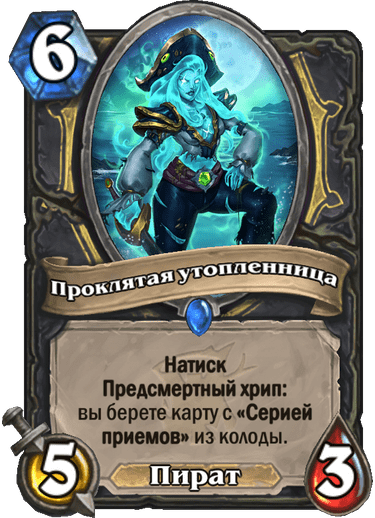 6
Проклятая утопленница
Натиск
Предсмертный хрип:
вы берете карту с «Серией
приемов» из колоды.
5
Пират
3